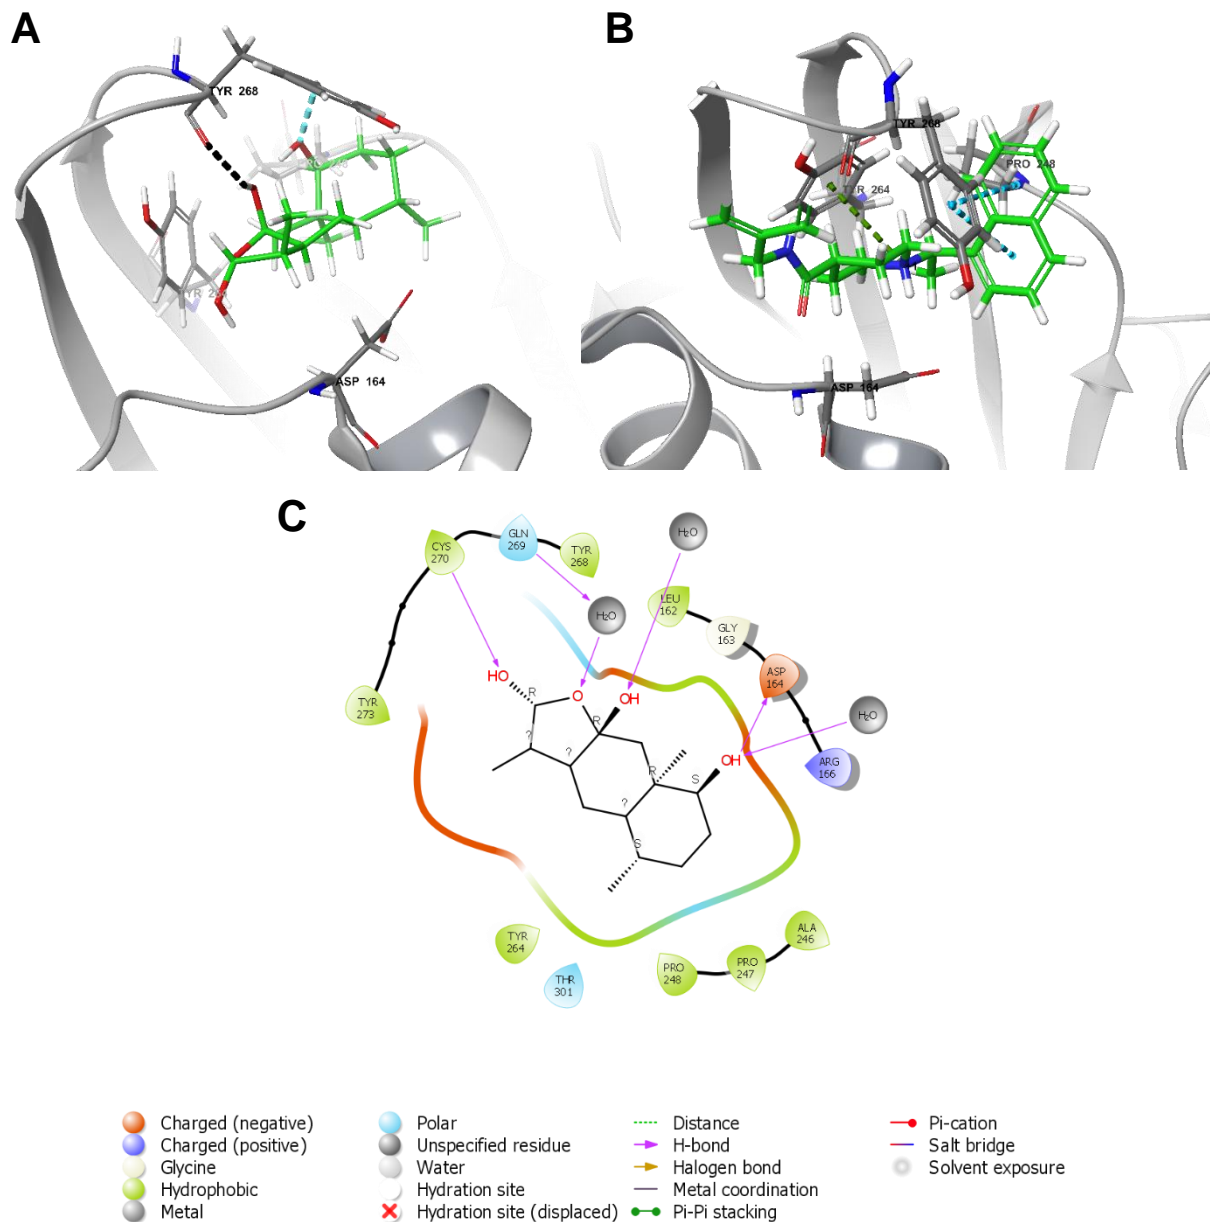 A
B
TYR 268
ASP 164
TYR 268
TYR 264
PRO 248
ASP 164
C
CYS
270
GLN
269
TYR
268
H₂O
H₂O
LEU
162
GLY
163
ASP
164
H₂O
ARG
166
TYR
273
HO
R
O
OH
R
?
?
R
OH
S
?
S
TYR
264
THR
301
PRO
248
PRO
247
ALA
246
Charged (negative)
Charged (positive)
Glycine
Hydrophobic
Metal
Polar
Unspecified residue
Water
Hydration site
Hydration site (displaced)
Distance
H-bond
Halogen bond
Metal coordination
Pi-Pi stacking
Pi-cation
Salt bridge
Solvent exposure